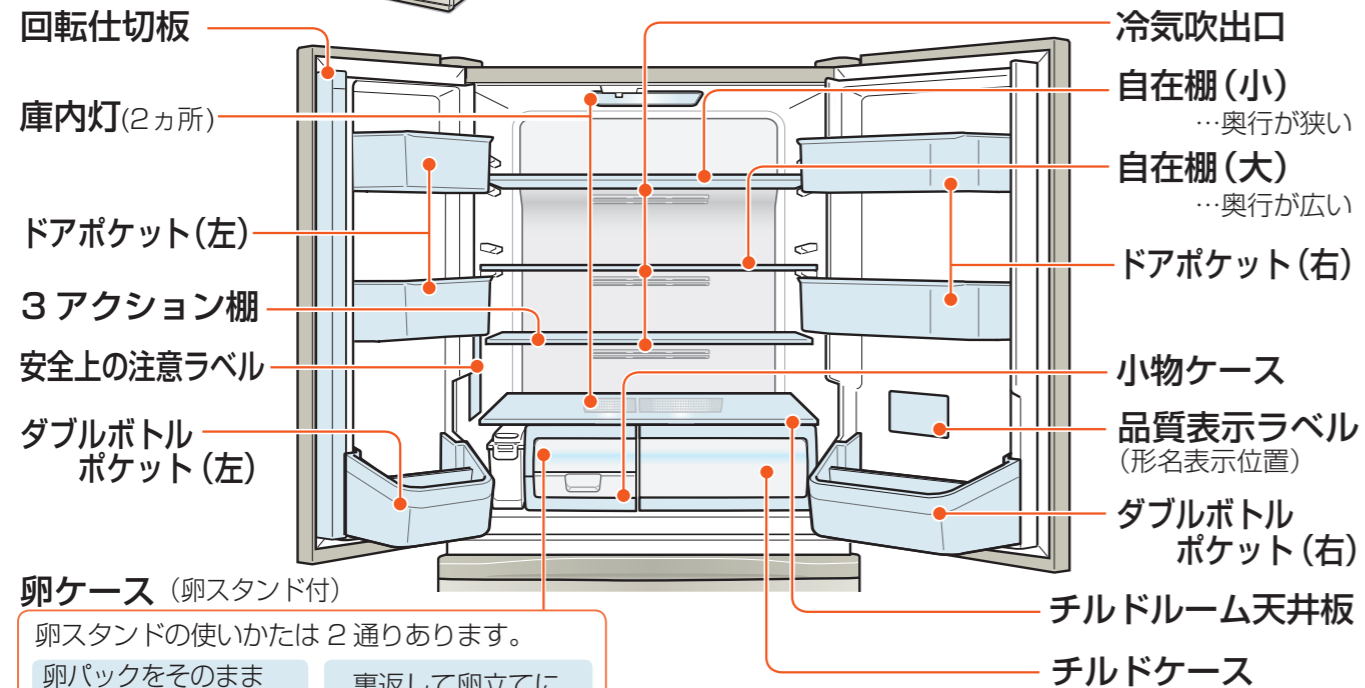 回転仕切板
庫内灯(2ヵ所)
ドアポケット(左)
3アクション棚
安全上の注意ラベル
ダブルボトル
ポケット(左)
冷気吹出口
自在棚(小)
…奥行が狭い
自在棚(大)
…奥行が広い
ドアポケット(右)
小物ケース
品質表示ラベル
(形名表示位置)
ダブルボトル
ポケット(右)
チルドルーム天井板
チルドケース
卵ケース(卵スタンド付)
卵スタンドの使いかたは2通りあります。
卵パックをそのまま
裏返して卵立てに